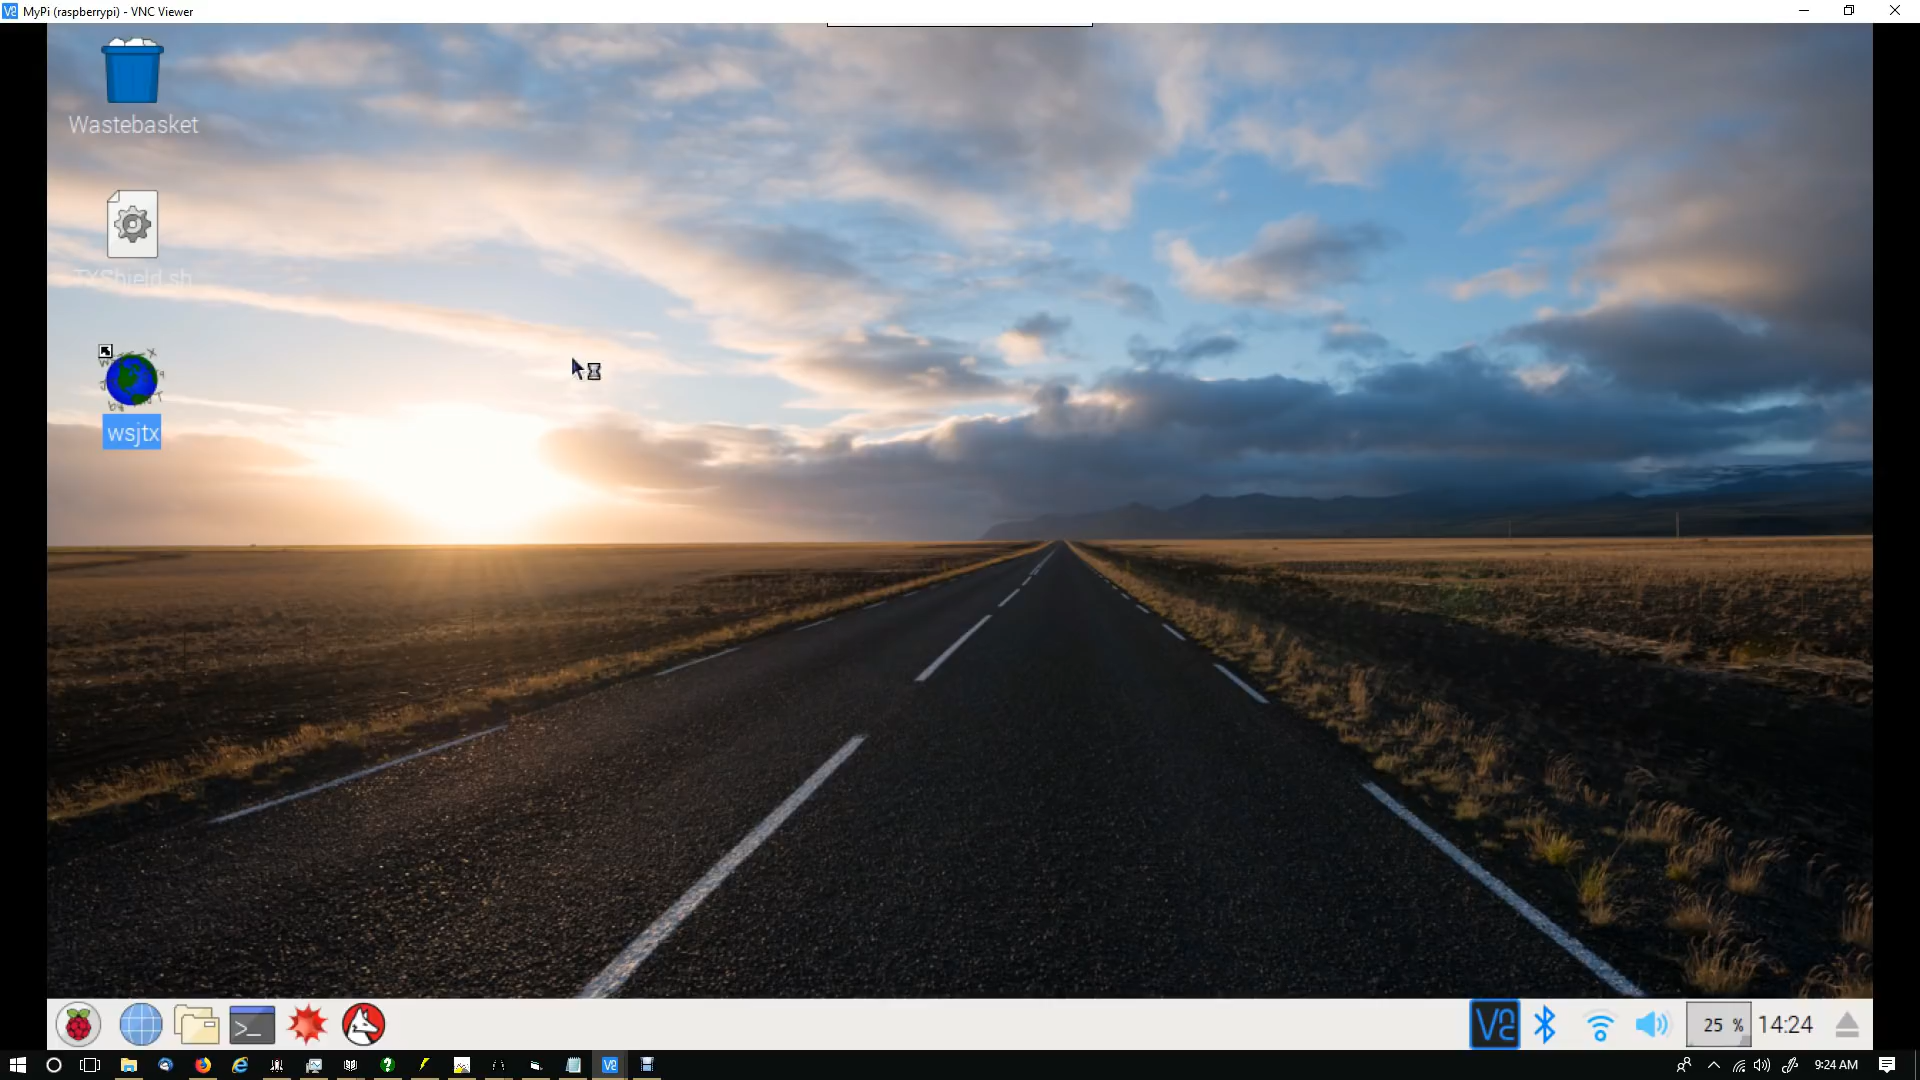 MyPi (raspberrypi) - VNC Viewer
Wastebasket
TXShield.sh
wsjtx
25 %
14:24
9:24 AM